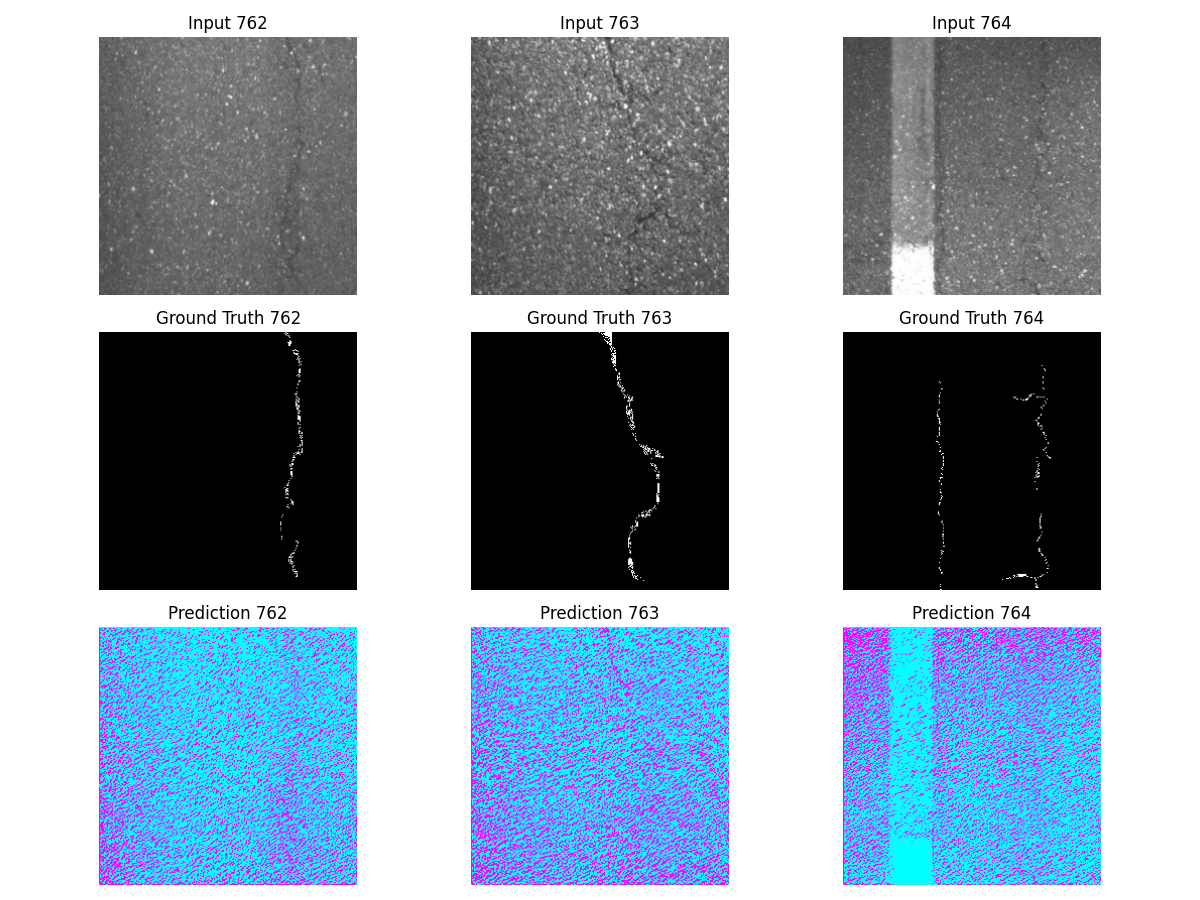 Input 762
Input 763
Input 764
Ground Truth 762
Ground Truth 763
Ground Truth 764
Prediction 762
Prediction 763
Prediction 764